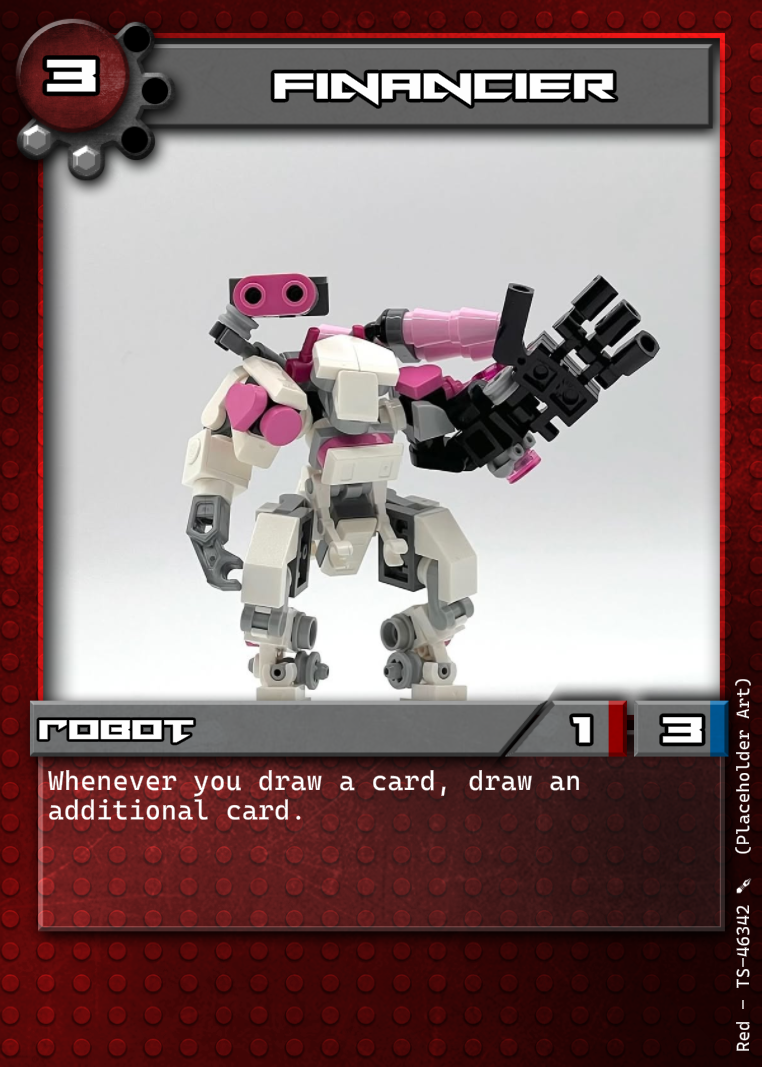 3
FINANCIER
ROBOT
1
3
Whenever you draw a card, draw an
additional card.
Red - TS-46342 ✒ (Placeholder Art)